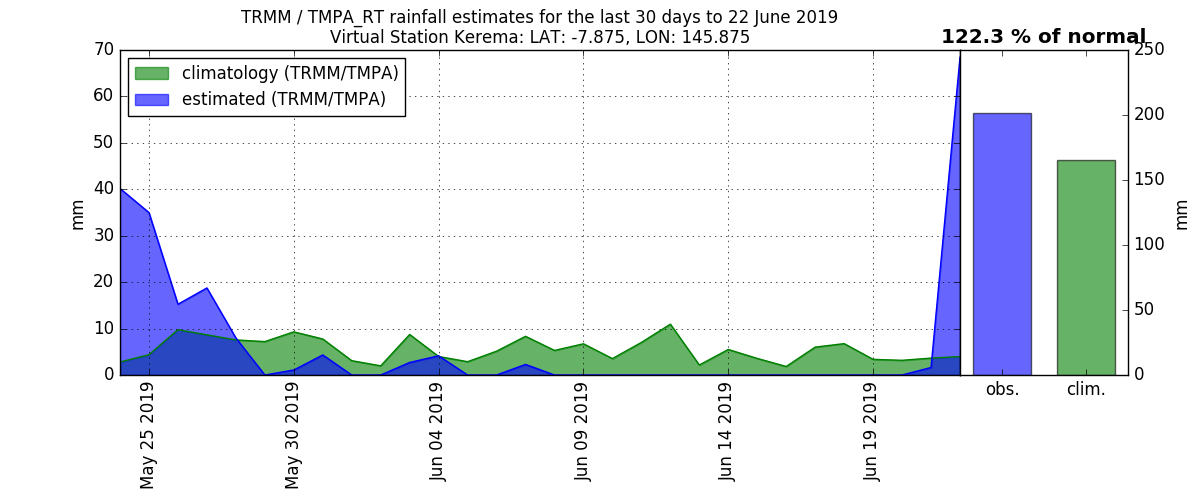 TRMM / TMPA_RT rainfall estimates for the last 30 days to 22 June 2019
Virtual Station Kerema: LAT: -7.875, LON: 145.875
122.3 % of normal
climatology (TRMM/TMPA)
estimated (TRMM/TMPA)
70
60
50
40
30
20
10
0
mm
250
200
150
100
50
0
mm
May 25 2019
May 30 2019
Jun 04 2019
Jun 09 2019
Jun 14 2019
Jun 19 2019
obs.
clim.